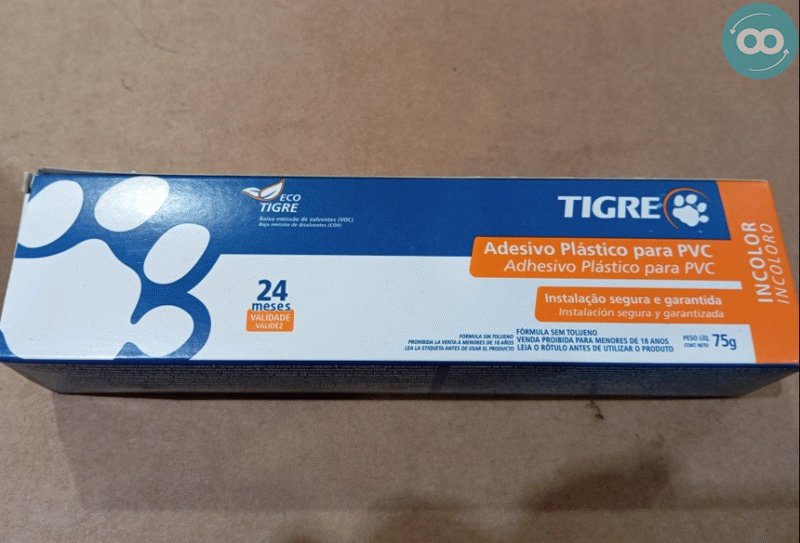 ECO
TIGRE
Baixa emissão de solventes (VOC)
Baja emisión de disolventes (COV)
TIGRE
Adesivo Plástico para PVC
Adhesivo Plástico para PVC
INCOLOR
INCOLORO
24
meses
VALIDADE
VALIDEZ
Instalação segura e garantida
Instalación segura y garantizada
FORMULA SIN TOLUENO
PROHIBIDA LA VENTA A MENORES DE 18 AÑOS
LEA LA ETIQUETA ANTES DE USAR EL PRODUCTO
FÓRMULA SEM TOLUENO
VENDA PROIBIDA PARA MENORES DE 18 ANOS
LEIA O RÓTULO ANTES DE UTILIZAR O PRODUTO
PESO LÍQ.
CONT. NETO
75g